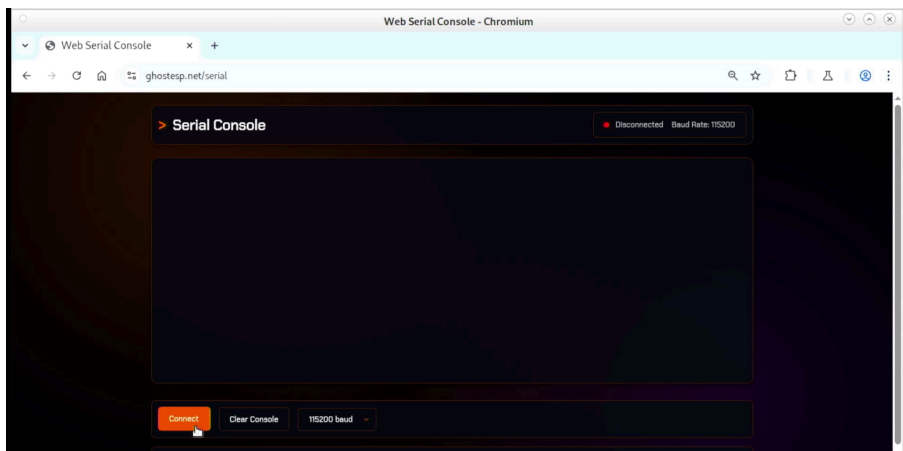 Web Serial Console - Chromium
Web Serial Console
ghostesp.net/serial
> Serial Console
Disconnected Baud Rate: 115200
Connect Clear Console 115200 baud